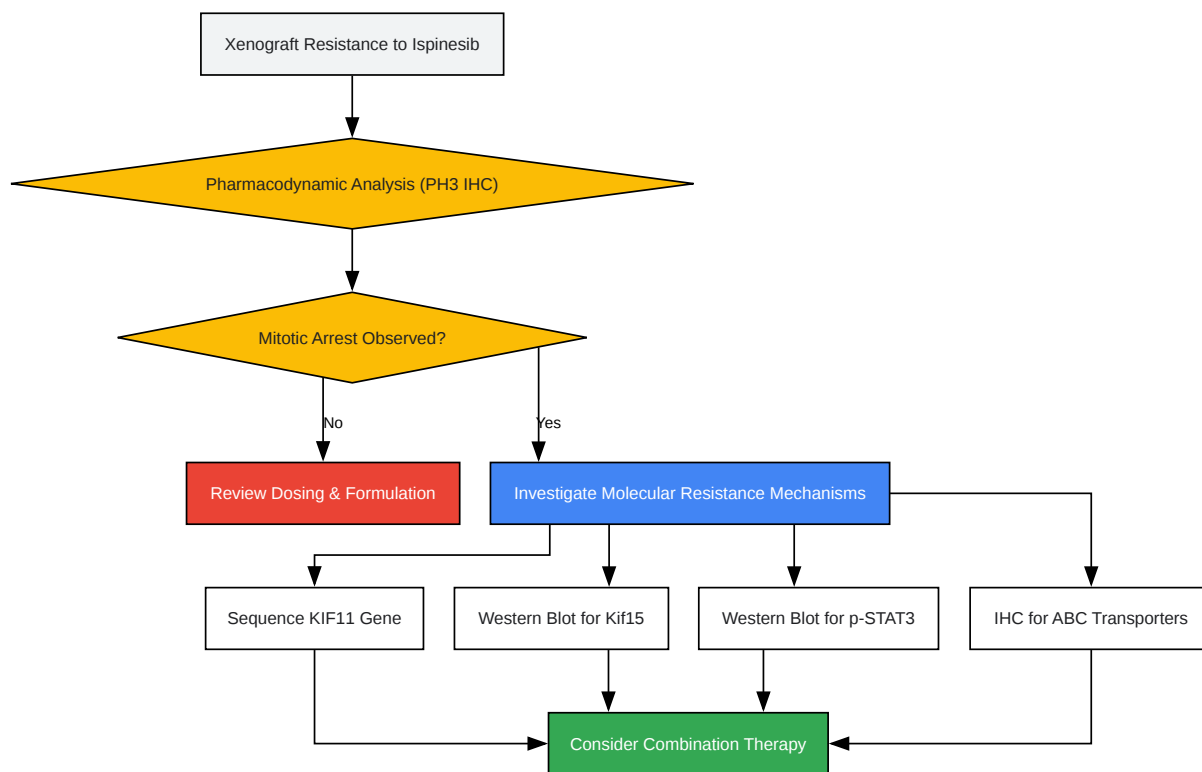 Xenograft Resistance to Ispinesib
Pharmacodynamic Analysis (PH3 IHC)
Mitotic Arrest Observed?
No
Yes
Review Dosing & Formulation
Investigate Molecular Resistance Mechanisms
Sequence KIF11 Gene
Western Blot for Kif15
Western Blot for p-STAT3
IHC for ABC Transporters
Consider Combination Therapy